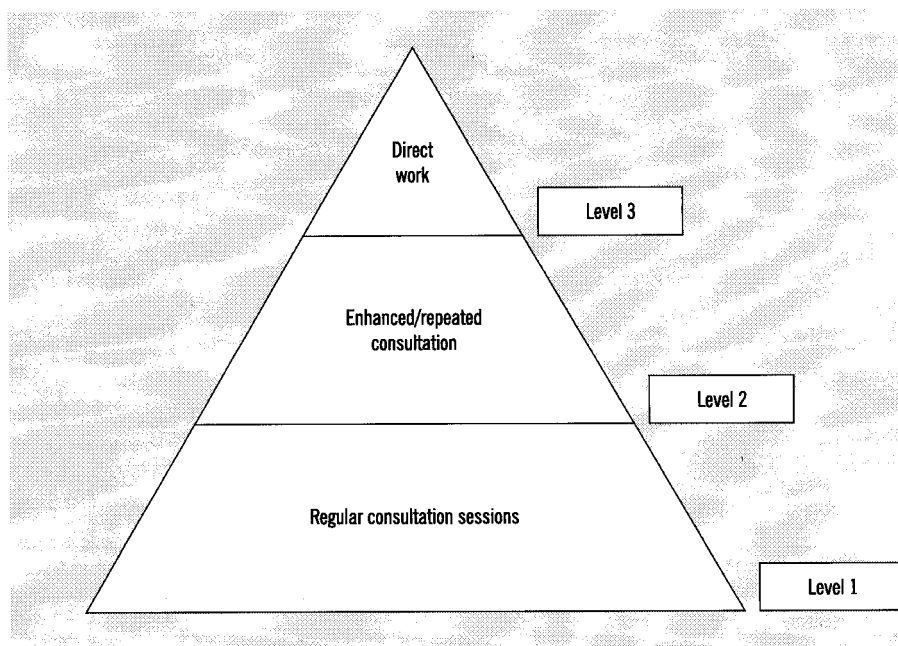 Direct
work
Level 3
Enhanced/repeated
consultation
Level 2
Regular consultation sessions
Level 1